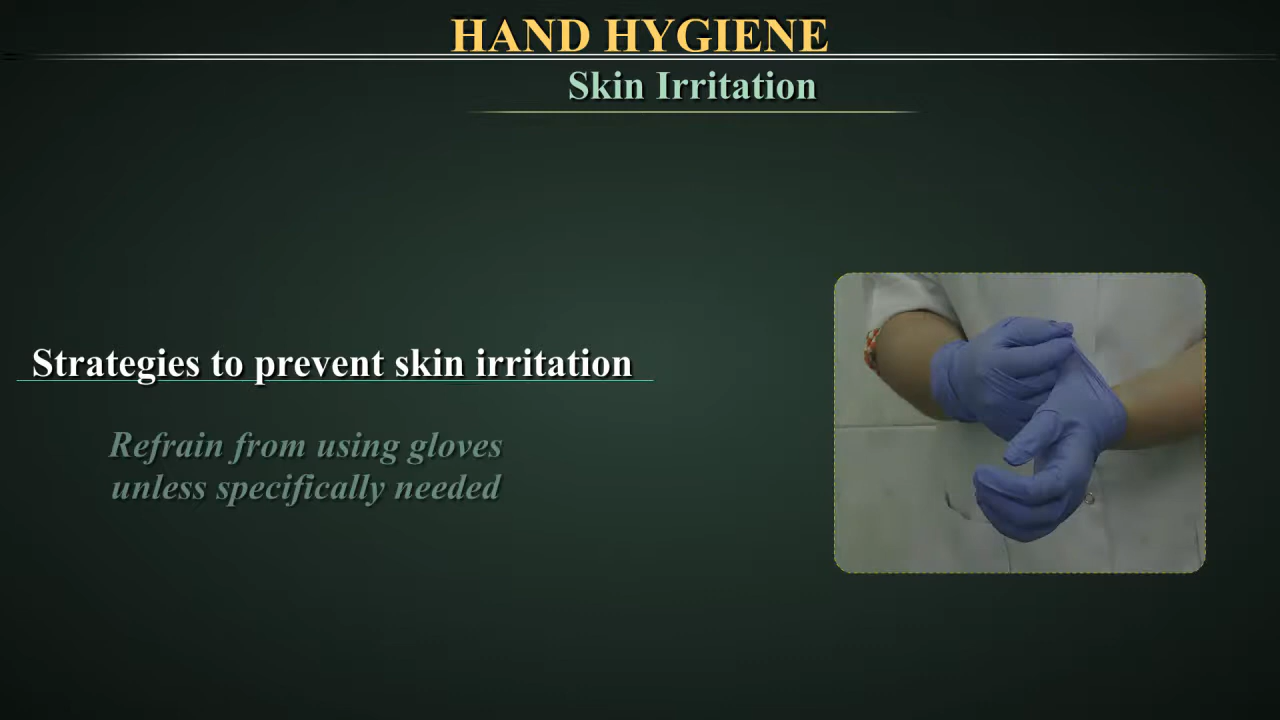 HAND HYGIENE
Skin Irritation
Strategies to prevent skin irritation
Refrain from using gloves
unless specifically needed